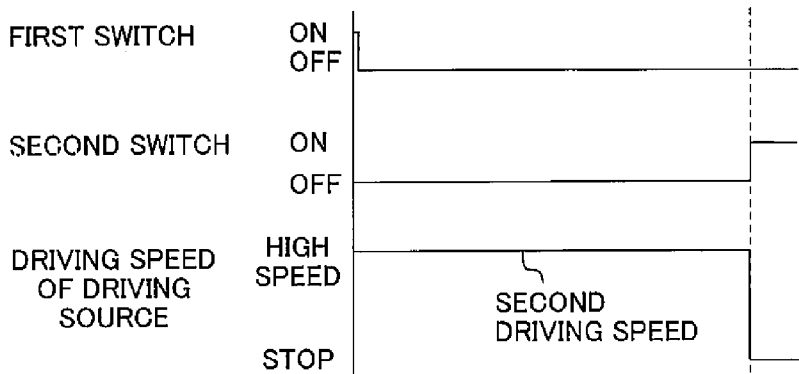 FIRST SWITCH
ON
OFF
SECOND SWITCH
ON
OFF
DRIVING SPEED
OF DRIVING
SOURCE
HIGH
SPEED
STOP
SECOND
DRIVING SPEED